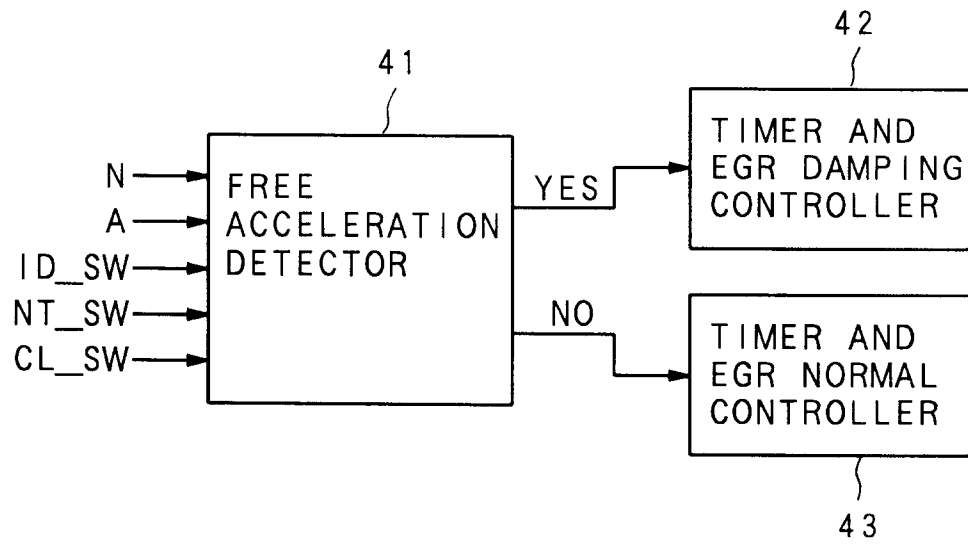 41
42
N
A
ID_SW
NT_SW
CL_SW
FREE
ACCELERATION
DETECTOR
YES
NO
TIMER AND
EGR DAMPING
CONTROLLER
TIMER AND
EGR NORMAL
CONTROLLER
43